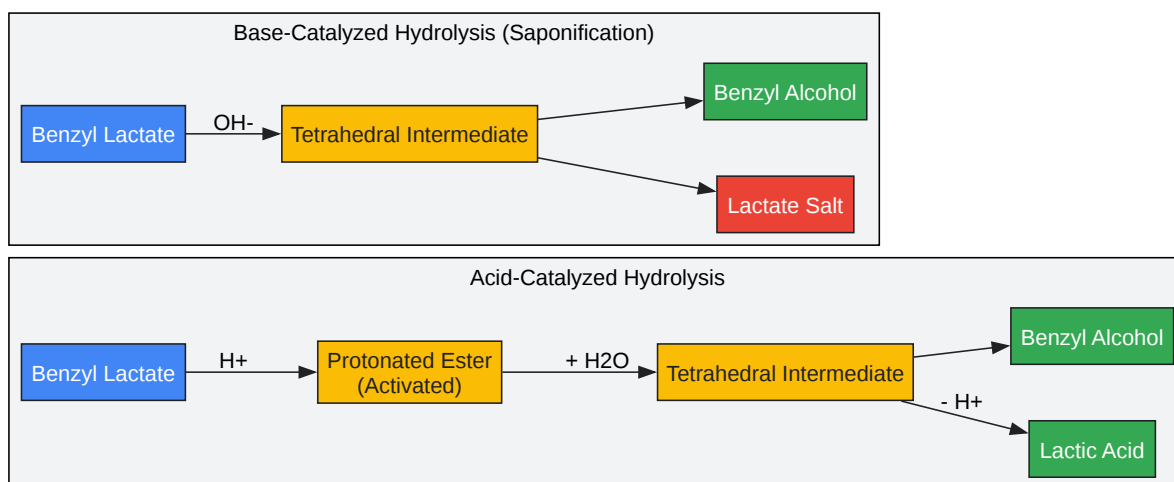 Base-Catalyzed Hydrolysis (Saponification)
Benzyl Lactate
OH-
Tetrahedral Intermediate
Benzyl Alcohol
Lactate Salt
Acid-Catalyzed Hydrolysis
Benzyl Lactate
H+
Protonated Ester
(Activated)
+ H2O
Tetrahedral Intermediate
Benzyl Alcohol
- H+
Lactic Acid